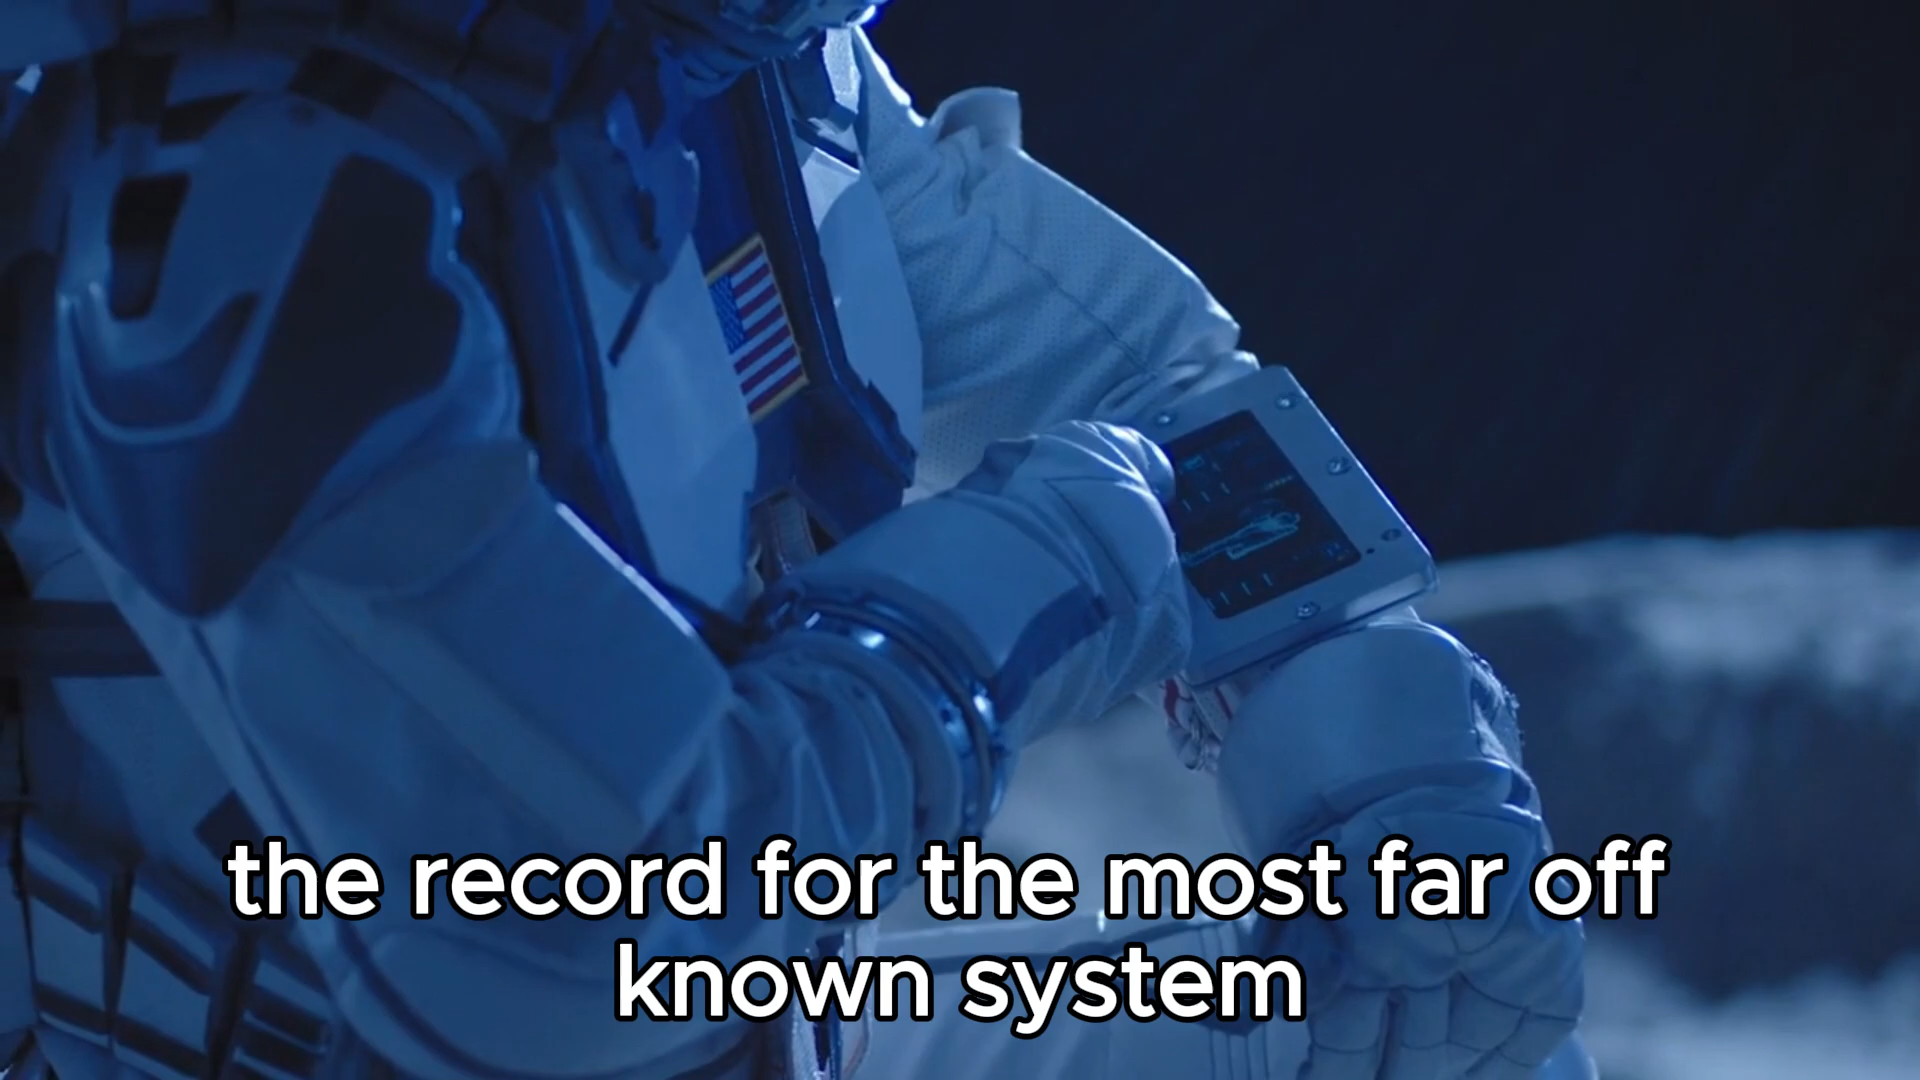 the record for the most far off
known system